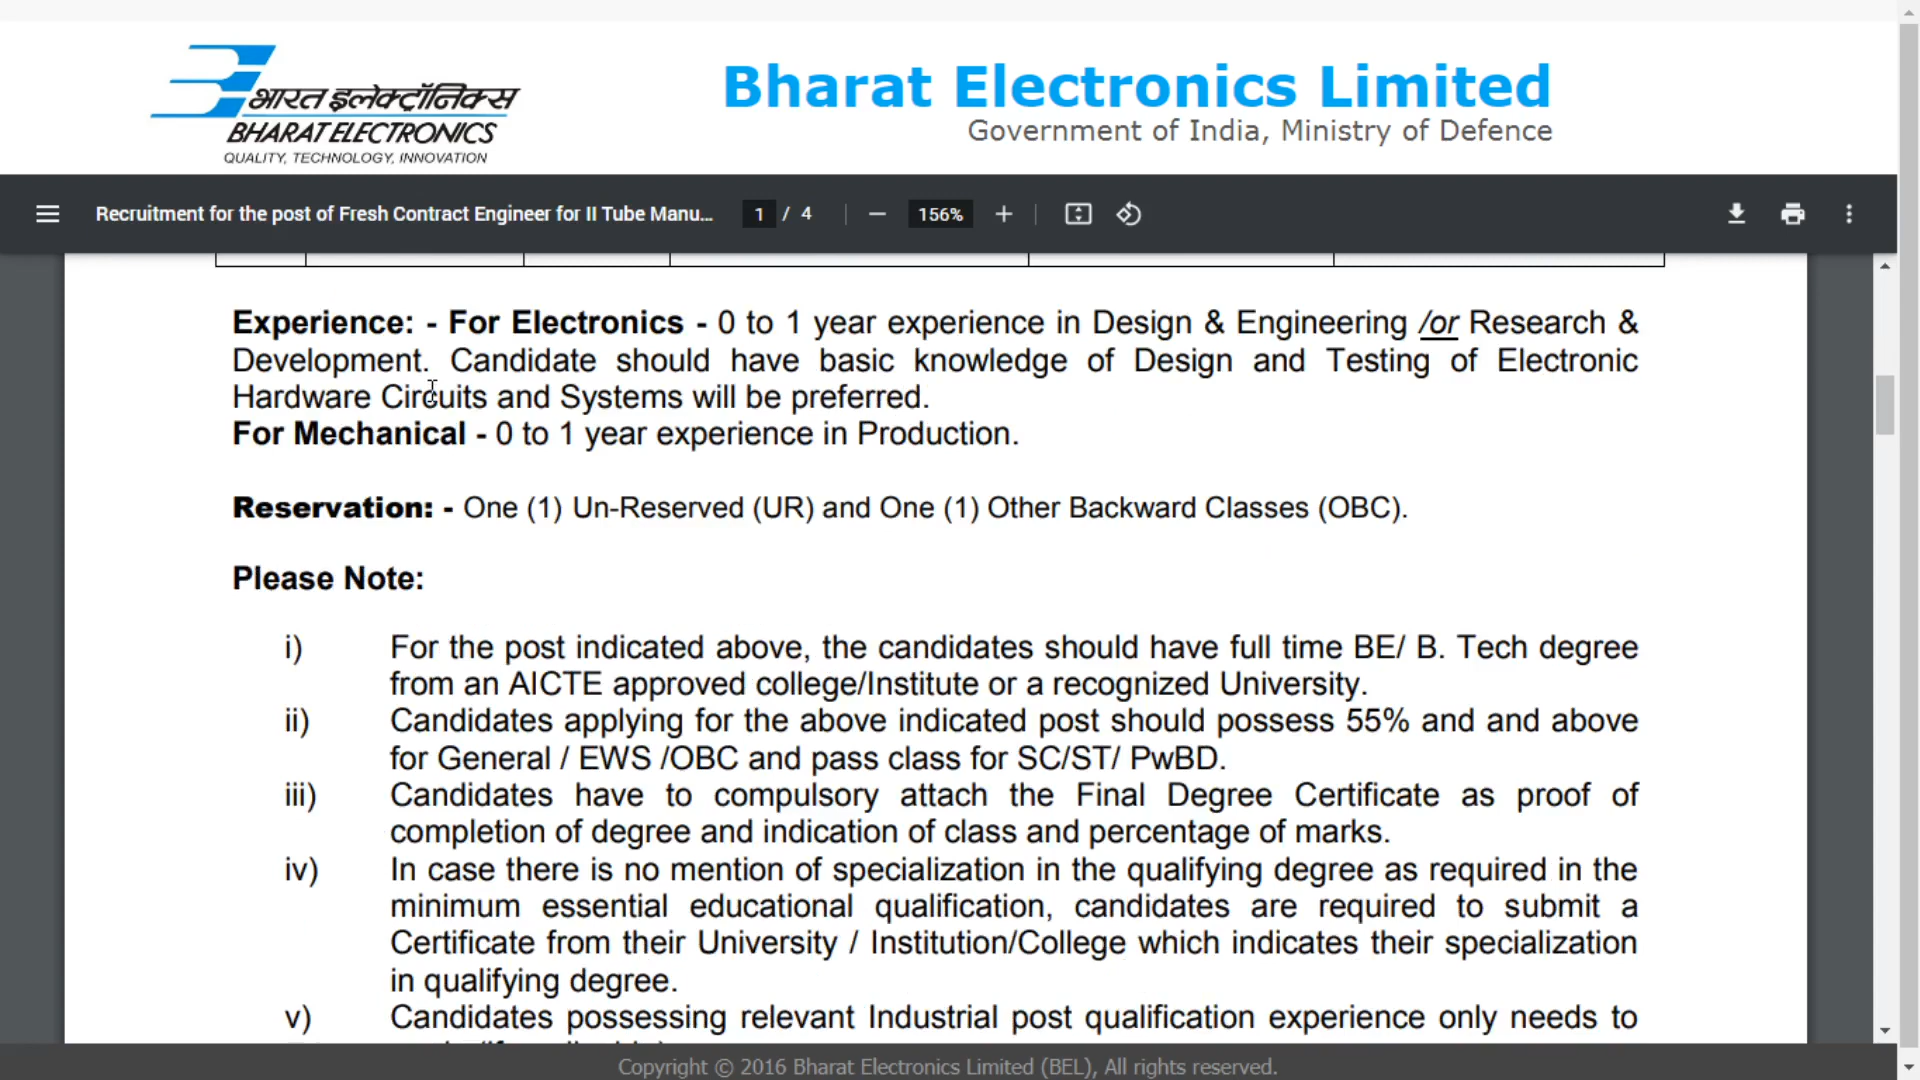 भारत इलेक्ट्रॉनिक्स
BHARAT ELECTRONICS
QUALITY, TECHNOLOGY, INNOVATION
Bharat Electronics Limited
Government of India, Ministry of Defence
Recruitment for the post of Fresh Contract Engineer for II Tube Manu... 1 / 4 156%
Experience: - For Electronics - 0 to 1 year experience in Design & Engineering /or Research &
Development. Candidate should have basic knowledge of Design and Testing of Electronic
Hardware Circuits and Systems will be preferred.
For Mechanical - 0 to 1 year experience in Production.
Reservation: - One (1) Un-Reserved (UR) and One (1) Other Backward Classes (OBC).
Please Note:
i) For the post indicated above, the candidates should have full time BE/ B. Tech degree
from an AICTE approved college/Institute or a recognized University.
ii) Candidates applying for the above indicated post should possess 55% and and above
for General / EWS /OBC and pass class for SC/ST/ PwBD.
iii) Candidates have to compulsory attach the Final Degree Certificate as proof of
completion of degree and indication of class and percentage of marks.
iv) In case there is no mention of specialization in the qualifying degree as required in the
minimum essential educational qualification, candidates are required to submit a
Certificate from their University / Institution/College which indicates their specialization
in qualifying degree.
v) Candidates possessing relevant Industrial post qualification experience only needs to
Copyright © 2016 Bharat Electronics Limited (BEL), All rights reserved.